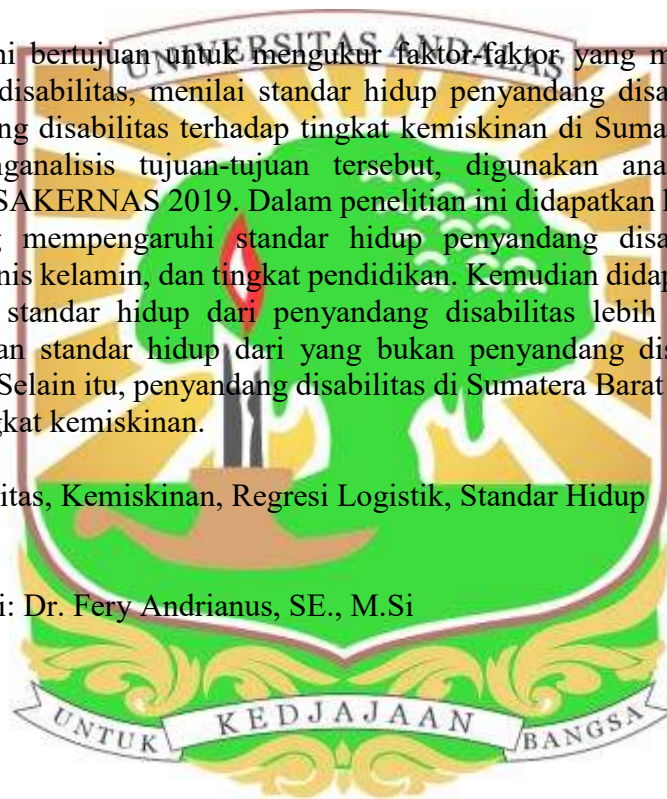 UNIVERSITAS ANDALAS
ni bertujuan untuk mengukur faktor-faktor yang m
disabilitas, menilai standar hidup penyandang disa
ng disabilitas terhadap tingkat kemiskinan di Suma
nganalisis tujuan-tujuan tersebut, digunakan ana
SAKERNAS 2019. Dalam penelitian ini didapatkan
g mempengaruhi standar hidup penyandang disa
nis kelamin, dan tingkat pendidikan. Kemudian didap
standar hidup dari penyandang disabilitas lebih
an standar hidup dari yang bukan penyandang dis
Selain itu, penyandang disabilitas di Sumatera Barat
gkat kemiskinan.
itas, Kemiskinan, Regresi Logistik, Standar Hidup
i: Dr. Fery Andrianus, SE., M.Si
UNTUK KEDJAJAAN BANGSA